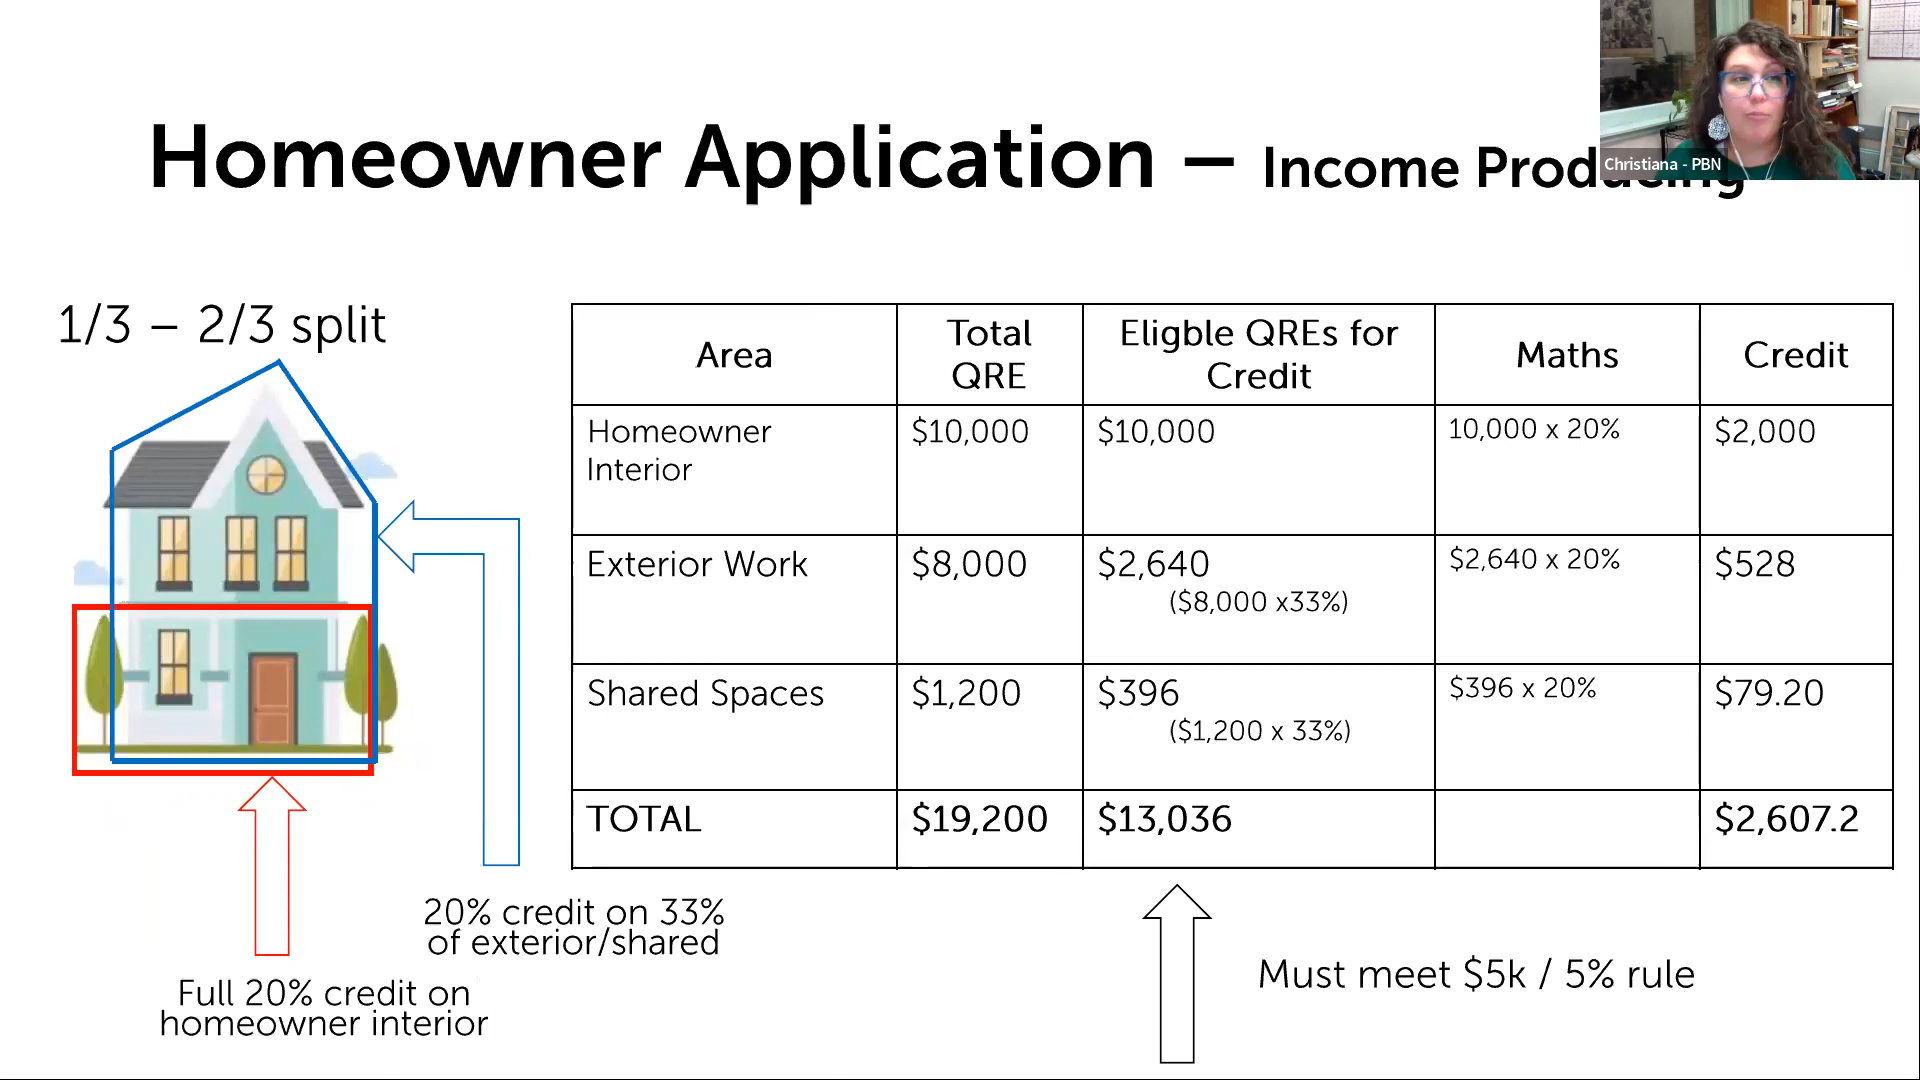 Homeowner Application – Income Producing
Christiana - PBN
1/3 – 2/3 split
Area
Total
QRE
Eligble QREs for
Credit
Maths
Credit
Homeowner
Interior
$10,000
$10,000
10,000 x 20%
$2,000
Exterior Work
$8,000
$2,640
($8,000 x33%)
$2,640 x 20%
$528
Shared Spaces
$1,200
$396
($1,200 x 33%)
$396 x 20%
$79.20
TOTAL
$19,200
$13,036
$2,607.2
20% credit on 33%
of exterior/shared
Full 20% credit on
homeowner interior
Must meet $5k / 5% rule